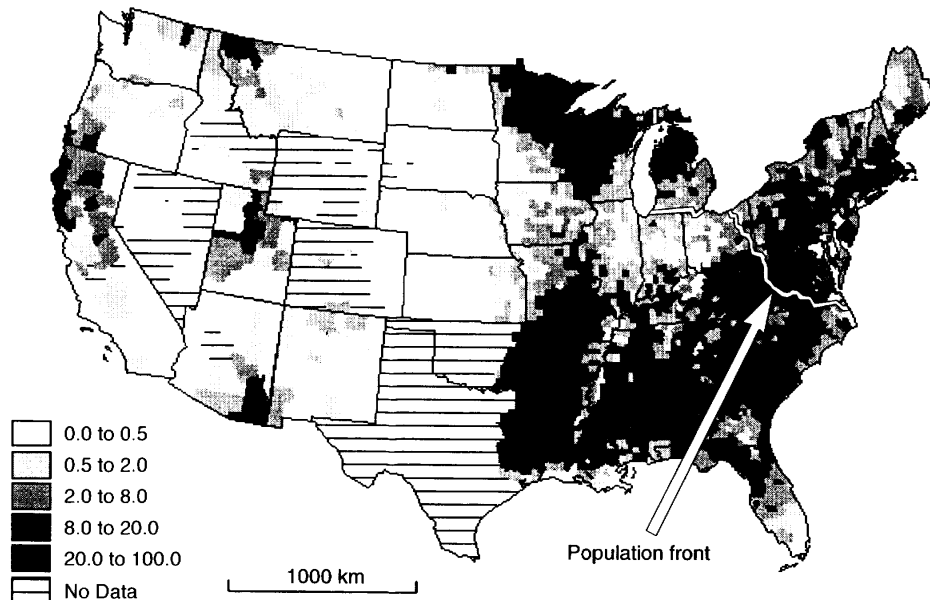 0.0 to 0.5
0.5 to 2.0
2.0 to 8.0
8.0 to 20.0
20.0 to 100.0
No Data
1000 km
Population front